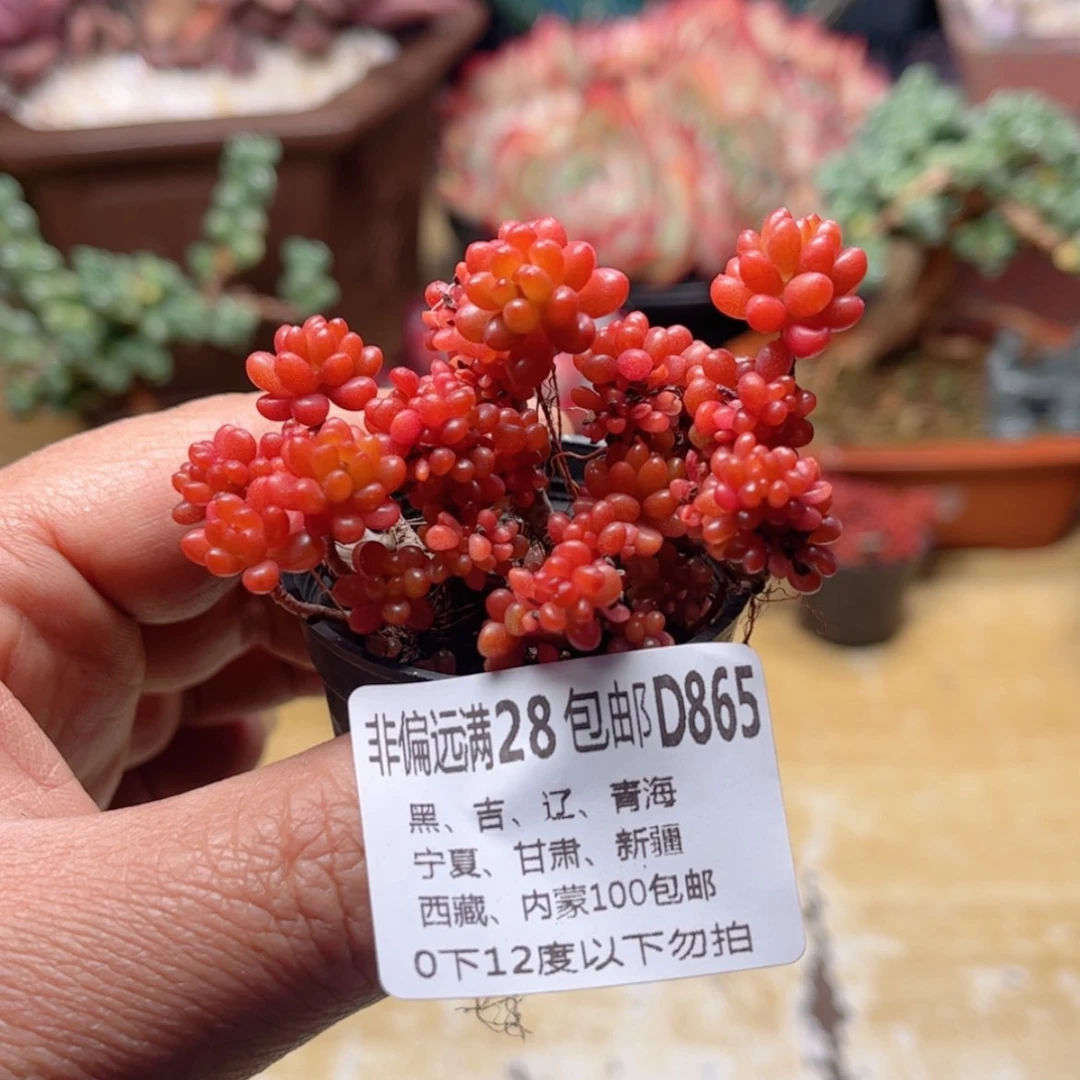 非偏远满28包邮D865
黑、吉、辽、青海
宁夏、甘肃、新疆
西藏、内蒙100包邮
0下12度以下勿拍